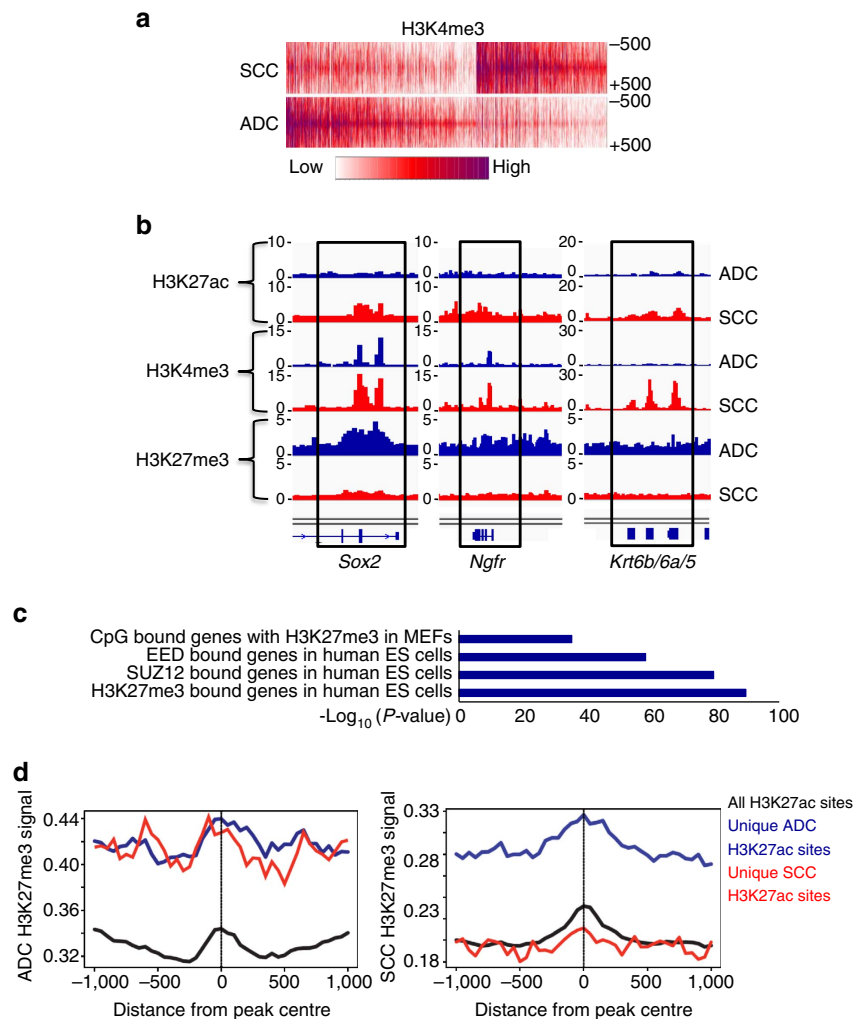 a
H3K4me3
SCC
–500
+500
ADC
–500
+500
Low
High
b
H3K27ac
10
0
10
0
20
0
ADC
10
0
10
0
20
0
SCC
H3K4me3
15
0
15
0
30
0
ADC
15
0
15
0
30
0
SCC
H3K27me3
5
0
5
0
5
0
ADC
5
0
5
0
5
0
SCC
Sox2
Ngfr
Krt6b/6a/5
c
CpG bound genes with H3K27me3 in MEFs
EED bound genes in human ES cells
SUZ12 bound genes in human ES cells
H3K27me3 bound genes in human ES cells
-Log10 (P-value)
0 20 40 60 80 100
d
ADC H3K27me3 signal
0.44
0.40
0.36
0.32
–1,000 –500 0 500 1,000
Distance from peak centre
SCC H3K27me3 signal
0.33
0.28
0.23
0.18
–1,000 –500 0 500 1,000
Distance from peak centre
All H3K27ac sites
Unique ADC
H3K27ac sites
Unique SCC
H3K27ac sites